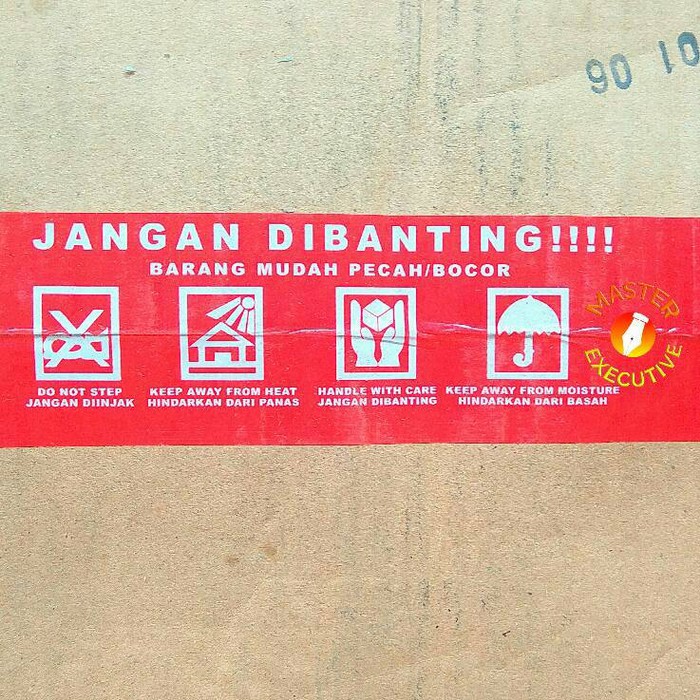 90 10
JANGAN DIBANTING!!!!
BARANG MUDAH PECAH/BOCOR
DO NOT STEP
JANGAN DIINJAK
KEEP AWAY FROM HEAT
HINDARKAN DARI PANAS
HANDLE WITH CARE
JANGAN DIBANTING
KEEP AWAY FROM MOISTURE
HINDARKAN DARI BASAH
MASTER
EXECUTIVE